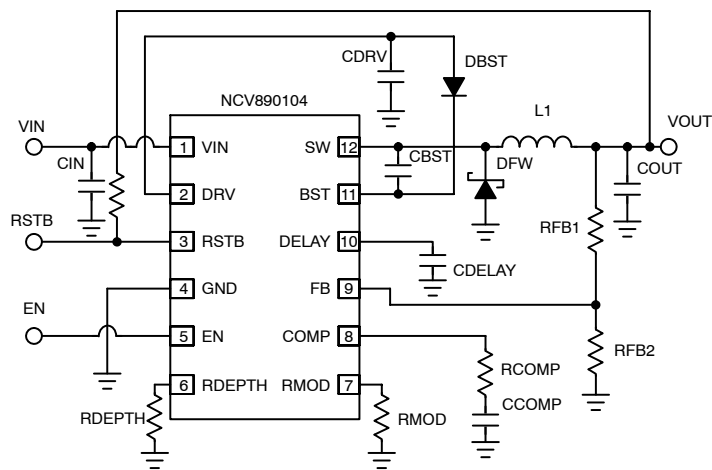 CDRV
DBST
NCV890104
L1
VIN
VOUT
CIN
1
VIN
SW
12
CBST
DFW
COUT
2
DRV
BST
11
RSTB
3
RSTB
DELAY
10
RFB1
CDELAY
4
GND
FB
9
EN
5
EN
COMP
8
RFB2
RCOMP
6
RDEPTH
RMOD
7
CCOMP
RDEPTH
RMOD